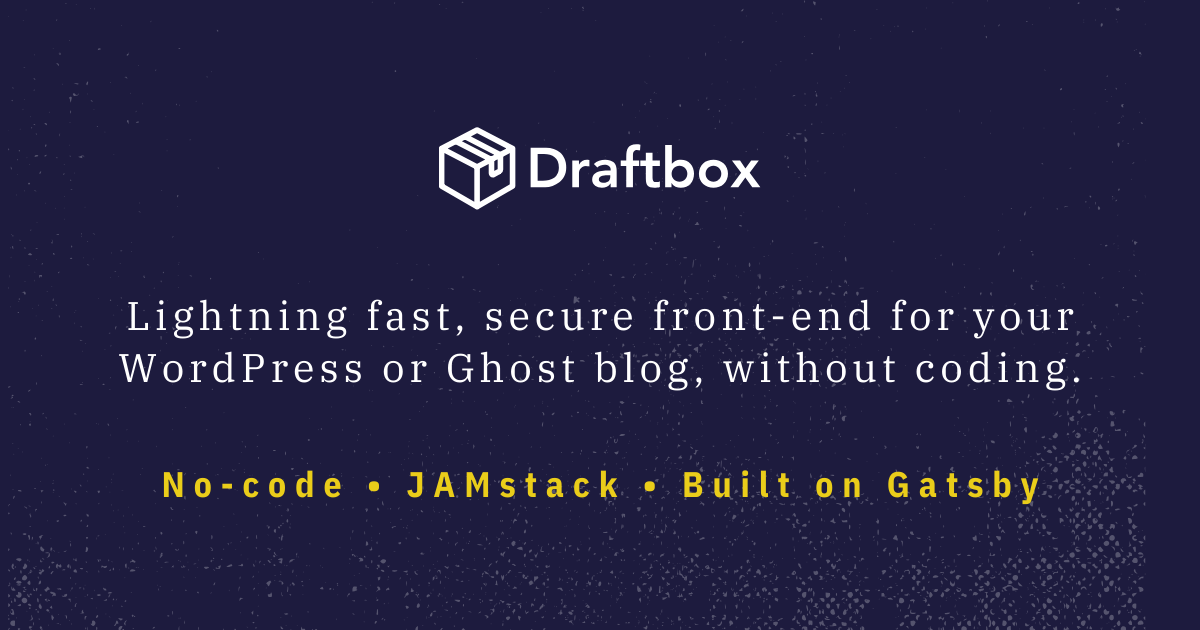 Draftbox
Lightning fast, secure front-end for your
WordPress or Ghost blog, without coding.
No-code • JAMstack • Built on Gatsby